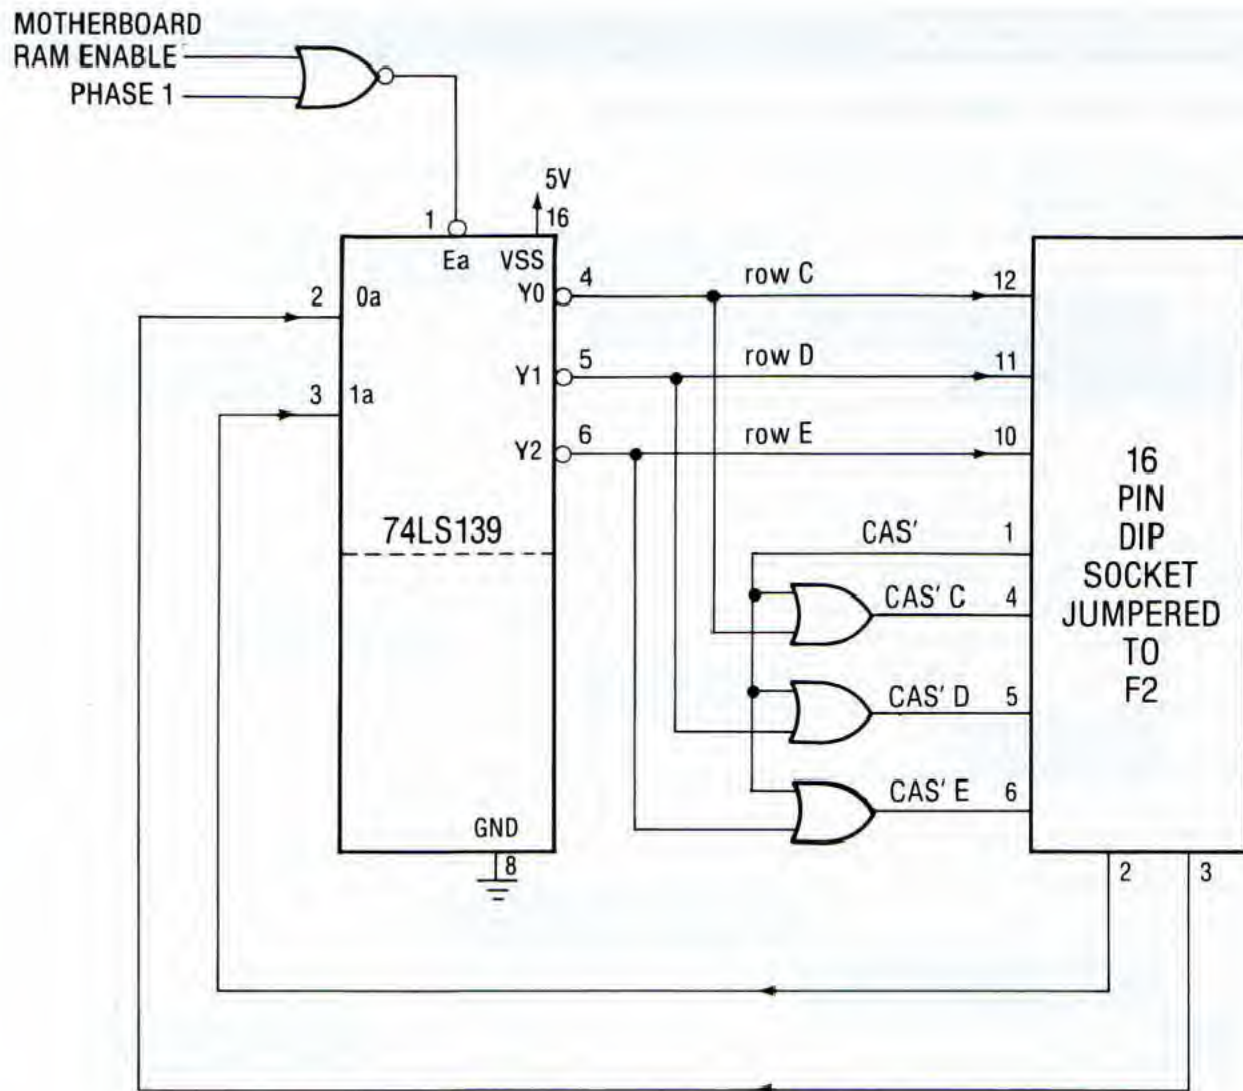 MOTHERBOARD
RAM ENABLE
PHASE 1
5V
1
16
Ea
VSS
2
0a
Y0
4
row C
12
3
1a
Y1
5
row D
11
Y2
6
row E
10
74LS139
CAS'
1
CAS' C
4
CAS' D
5
CAS' E
6
16
PIN
DIP
SOCKET
JUMPERED
TO
F2
GND
8
2
3